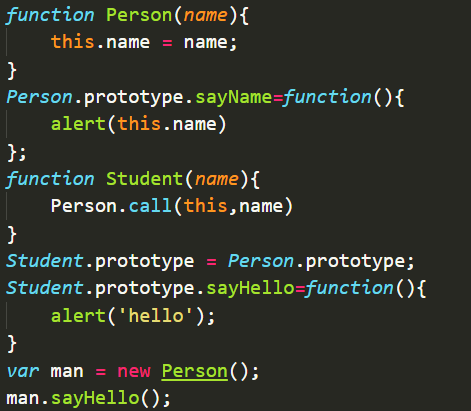 function Person(name){
    this.name = name;
}
Person.prototype.sayName=function(){
    alert(this.name)
};
function Student(name){
    Person.call(this,name)
}
Student.prototype = Person.prototype;
Student.prototype.sayHello=function(){
    alert('hello');
}
var man = new Person();
man.sayHello();